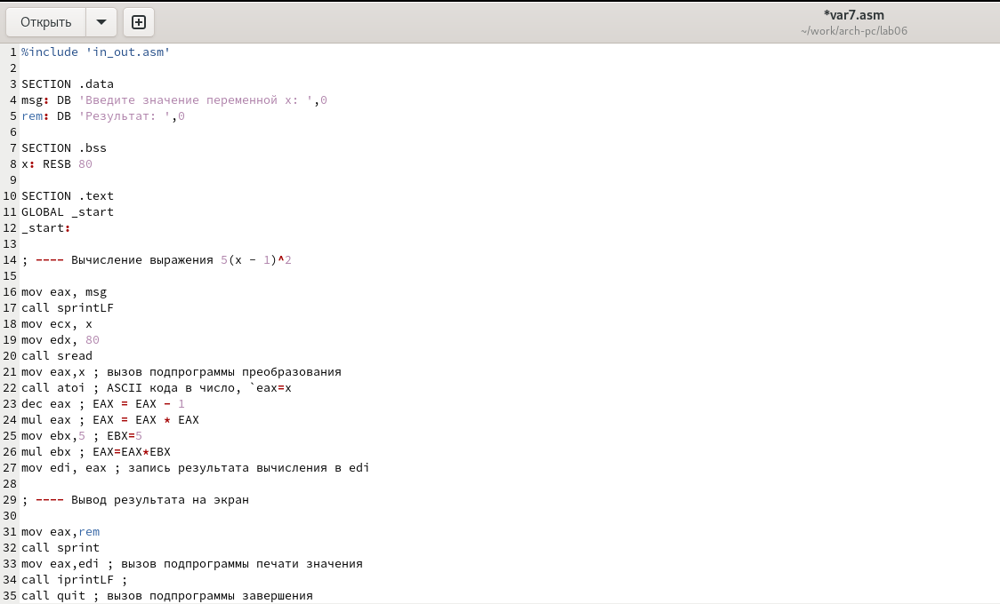 Открыть
*var7.asm
~/work/arch-pc/lab06
1 %include 'in_out.asm'
2
3 SECTION .data
4 msg: DB 'Введите значение переменной x: ',0
5 rem: DB 'Результат: ',0
6
7 SECTION .bss
8 x: RESB 80
9
10 SECTION .text
11 GLOBAL _start
12 _start:
13
14 ; ---- Вычисление выражения 5(x - 1)^2
15
16 mov eax, msg
17 call sprintLF
18 mov ecx, x
19 mov edx, 80
20 call sread
21 mov eax,x ; вызов подпрограммы преобразования
22 call atoi ; ASCII кода в число, `eax=x
23 dec eax ; EAX = EAX - 1
24 mul eax ; EAX = EAX * EAX
25 mov ebx,5 ; EBX=5
26 mul ebx ; EAX=EAX*EBX
27 mov edi, eax ; запись результата вычисления в edi
28
29 ; ---- Вывод результата на экран
30
31 mov eax,rem
32 call sprint
33 mov eax,edi ; вызов подпрограммы печати значения
34 call iprintLF ;
35 call quit ; вызов подпрограммы завершения